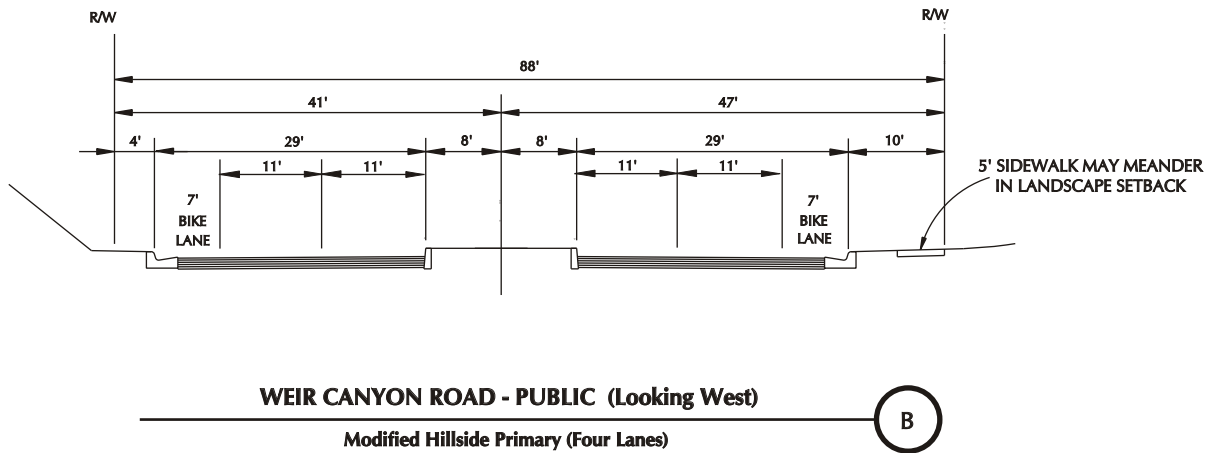 R/W R/W
88'
41' 47'
4' 29' 8' 8' 29' 10'
11' 11' 11' 11'
5' SIDEWALK MAY MEANDER
IN LANDSCAPE SETBACK
7'
BIKE
LANE
7'
BIKE
LANE
WEIR CANYON ROAD - PUBLIC (Looking West)
B
Modified Hillside Primary (Four Lanes)